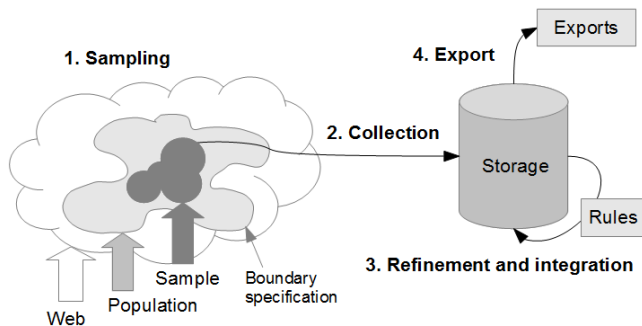 Exports
4. Export
1. Sampling
2. Collection
Storage
Rules
3. Refinement and integration
Sample
Boundary
specification
Population
Web